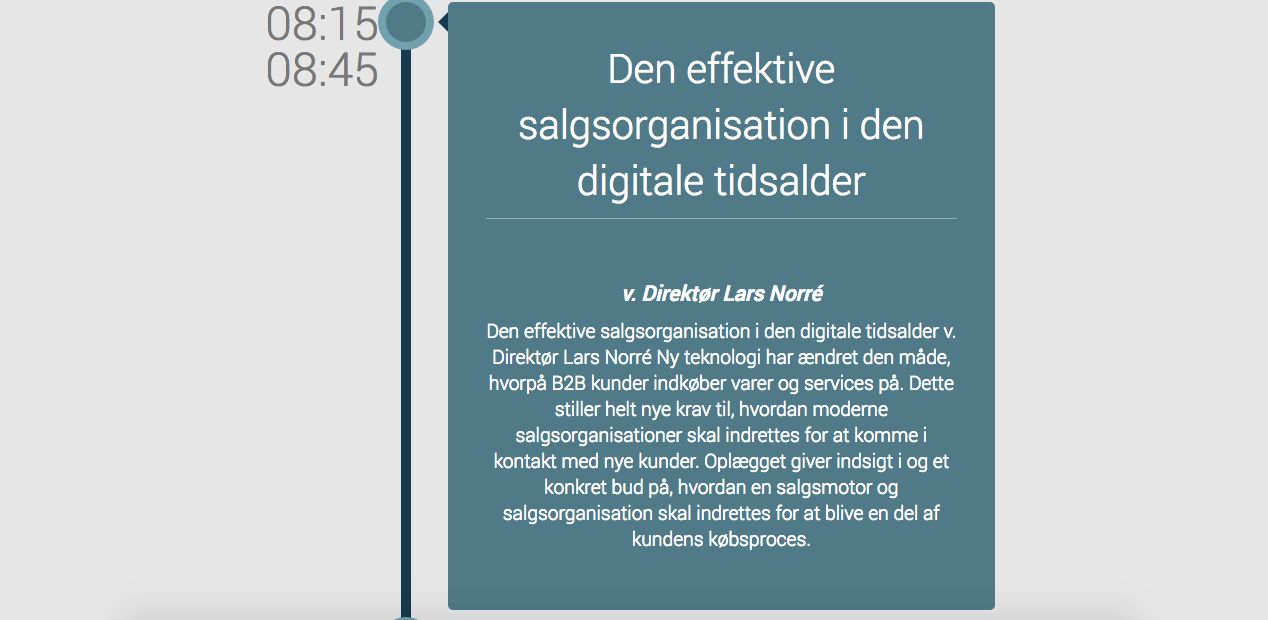 08:15
08:45
Den effektive
salgsorganisation i den
digitale tidsalder
v. Direktør Lars Norré
Den effektive salgsorganisation i den digitale tidsalder v.
Direktør Lars Norré Ny teknologi har ændret den måde,
hvorpå B2B kunder indkøber varer og services på. Dette
stiller helt nye krav til, hvordan moderne
salgsorganisationer skal indrettes for at komme i
kontakt med nye kunder. Oplægget giver indsigt i og et
konkret bud på, hvordan en salgsmotor og
salgsorganisation skal indrettes for at blive en del af
kundens købsproces.